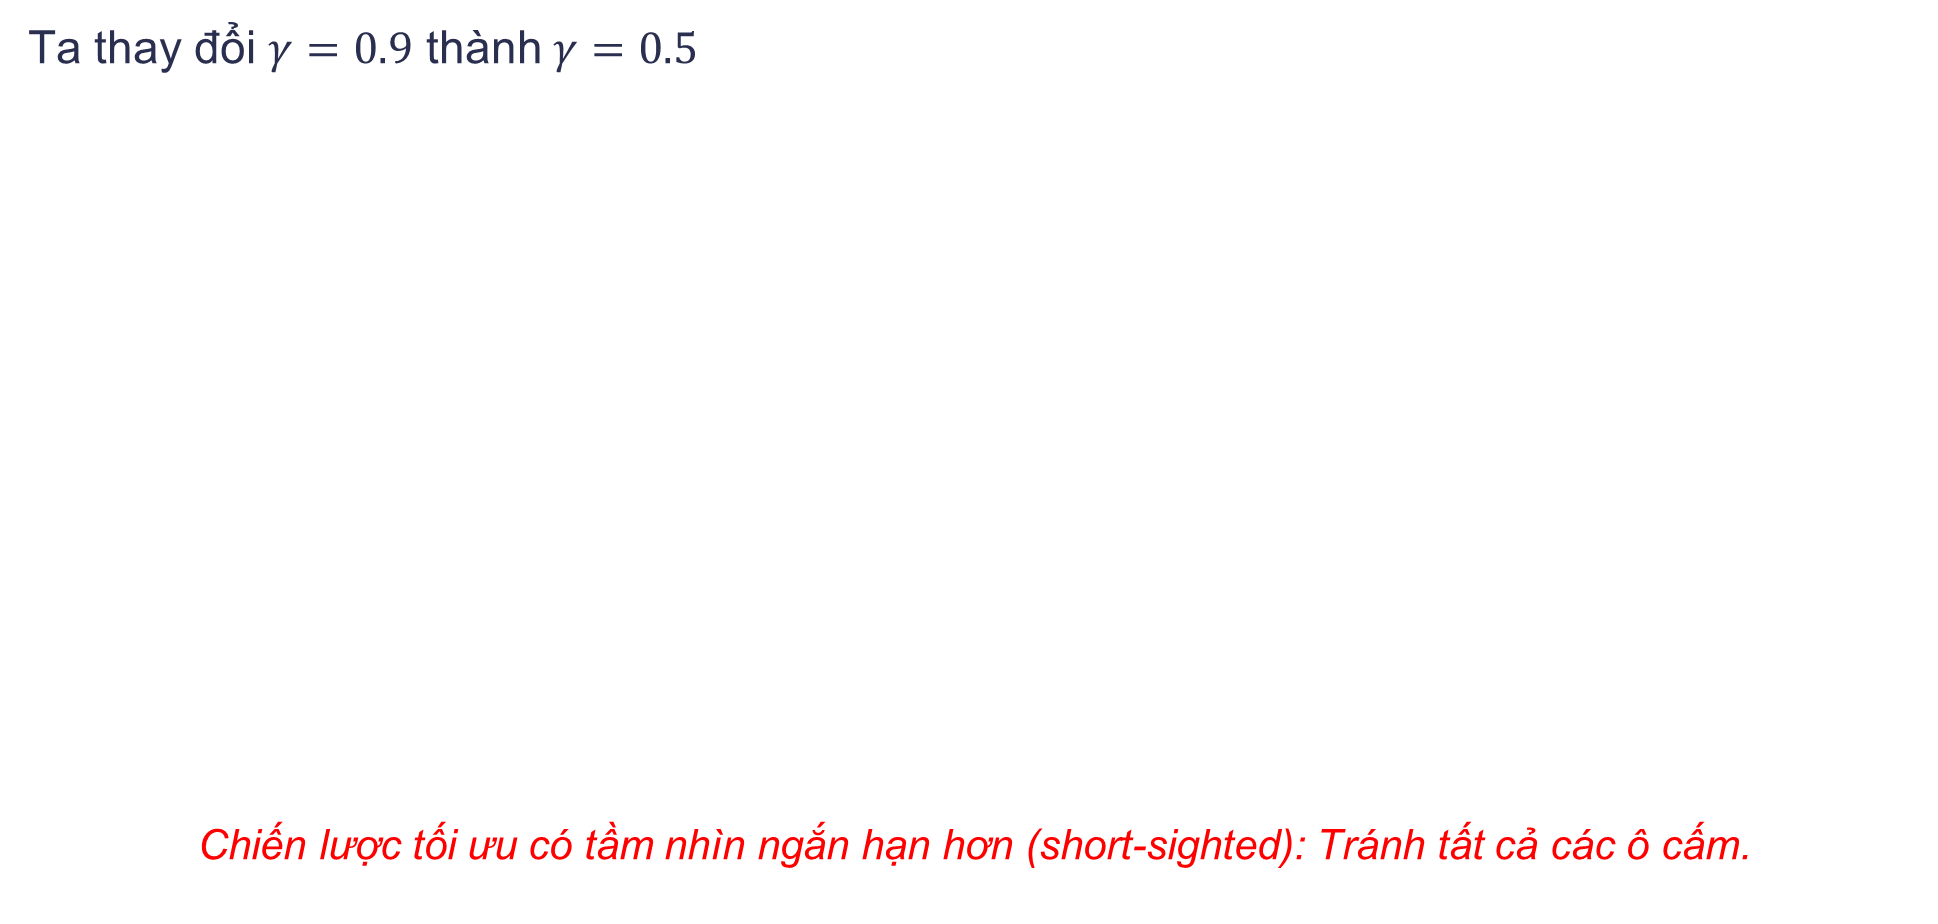 Ta thay đổi 𝛾 = 0.9 thành 𝛾 = 0.5
Chiến lược tối ưu có tầm nhìn ngắn hạn hơn (short-sighted): Tránh tất cả các ô cấm.